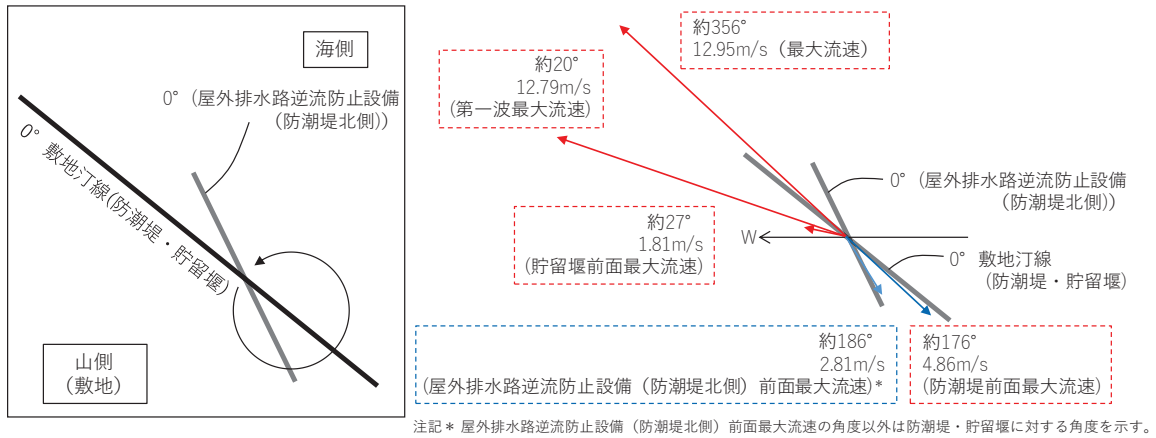 海側
0°（屋外排水路逆流防止設備
（防潮堤北側））
0° 敷地汀線(防潮堤・貯留堰)
山側
（敷地）
約356°
12.95m/s（最大流速）
約20°
12.79m/s
(第一波最大流速)
約27°
1.81m/s
(貯留堰前面最大流速)
W
0°（屋外排水路逆流防止設備
（防潮堤北側））
0° 敷地汀線
(防潮堤・貯留堰)
約186°
2.81m/s
(屋外排水路逆流防止設備（防潮堤北側）前面最大流速)*
約176°
4.86m/s
(防潮堤前面最大流速)
注記＊ 屋外排水路逆流防止設備（防潮堤北側）前面最大流速の角度以外は防潮堤・貯留堰に対する角度を示す。